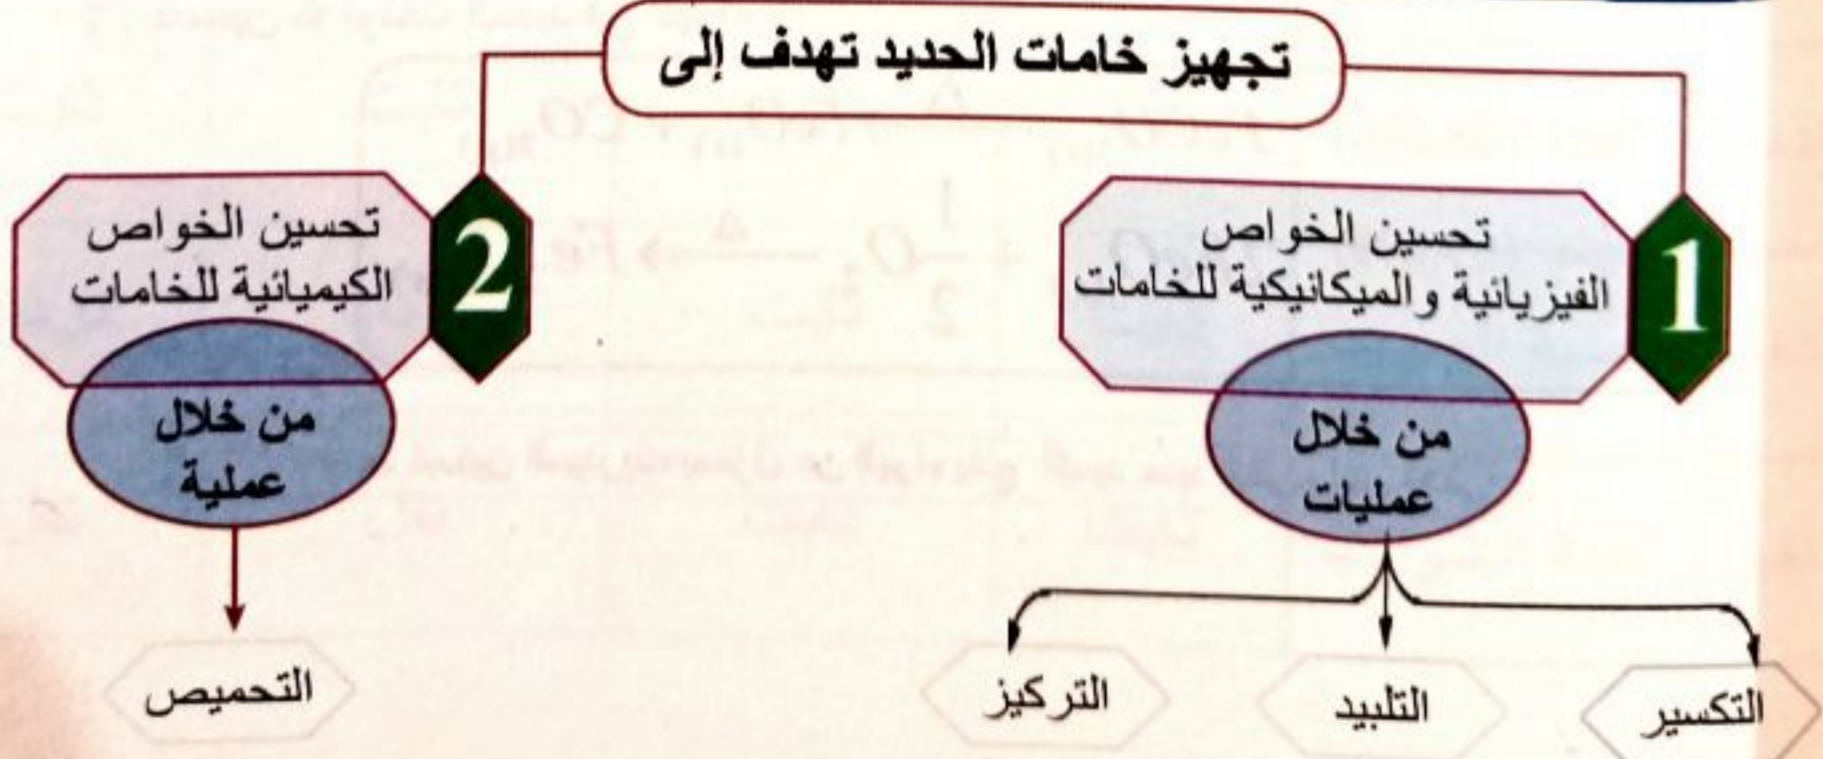 تجهيز خامات الحديد تهدف إلى
1
تحسين الخواص
الفيزيائية والميكانيكية للخامات
من خلال
عمليات
التكسير
التلبيد
التركيز
2
تحسين الخواص
الكيميائية للخامات
من خلال
عملية
التحميص